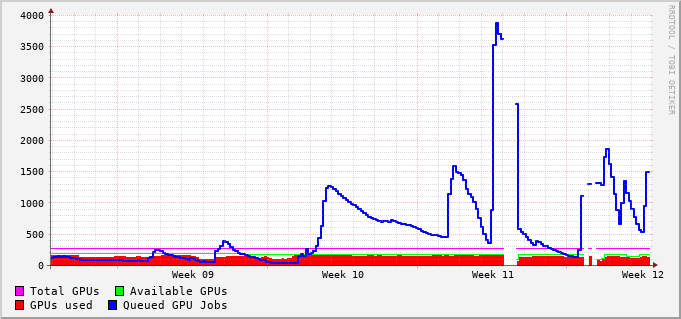 4000
3500
3000
2500
2000
1500
1000
500
0
Week 09 Week 10 Week 11 Week 12
Total GPUs Available GPUs
GPUs used Queued GPU Jobs
RRDTOOL / TOBI OETIKER